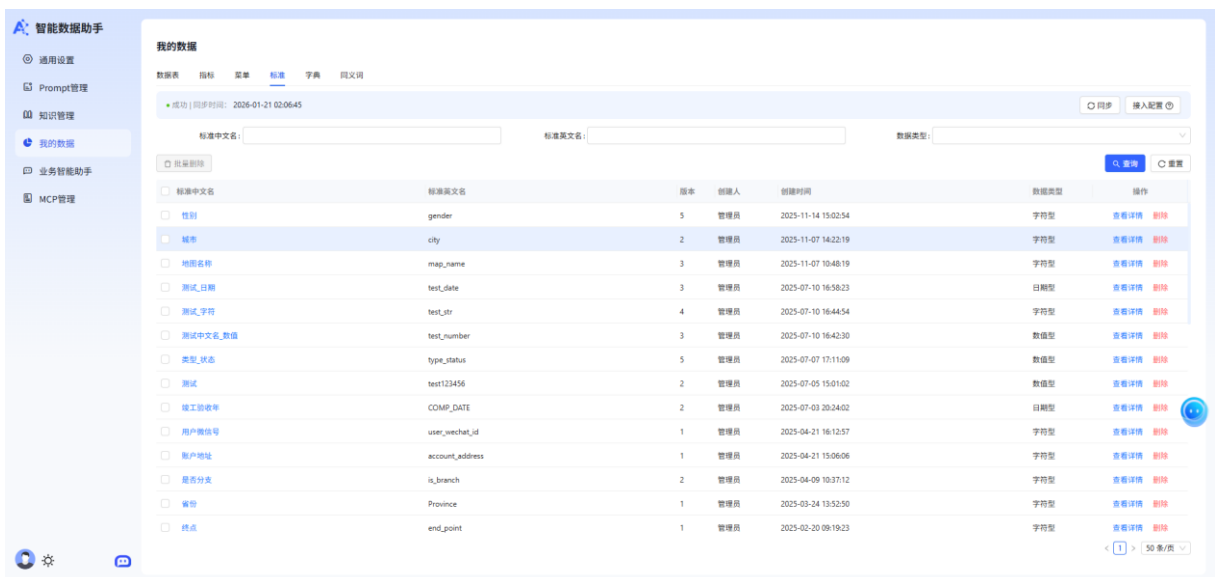 智能数据助手
通用设置
Prompt管理
知识管理
我的数据
业务智能助手
MCP管理
我的数据
数据表 指标 菜单 标准 字典 同义词
成功 | 同步时间： 2026-01-21 02:06:45 同步 接入配置
标准中文名： 标准英文名： 数据类型：
批量删除 查询 重置
标准中文名 标准英文名 版本 创建人 创建时间 数据类型 操作
性别 gender 5 管理员 2025-11-14 15:02:54 字符型 查看详情 删除
城市 city 2 管理员 2025-11-07 14:22:19 字符型 查看详情 删除
地图名称 map_name 3 管理员 2025-11-07 10:48:19 字符型 查看详情 删除
测试_日期 test_date 3 管理员 2025-07-10 16:58:23 日期型 查看详情 删除
测试_字符 test_str 4 管理员 2025-07-10 16:44:54 字符型 查看详情 删除
测试中文名_数值 test_number 3 管理员 2025-07-10 16:42:30 数值型 查看详情 删除
类型_状态 type_status 5 管理员 2025-07-07 17:11:09 数值型 查看详情 删除
测试 test123456 2 管理员 2025-07-05 15:01:02 数值型 查看详情 删除
竣工验收年 COMP_DATE 2 管理员 2025-07-03 20:24:02 日期型 查看详情 删除
用户微信号 user_wechat_id 1 管理员 2025-04-21 16:12:57 字符型 查看详情 删除
账户地址 account_address 1 管理员 2025-04-21 15:06:06 字符型 查看详情 删除
是否分支 is_branch 2 管理员 2025-04-09 10:37:12 字符型 查看详情 删除
省份 Province 1 管理员 2025-03-24 13:52:50 字符型 查看详情 删除
终点 end_point 1 管理员 2025-02-20 09:19:23 字符型 查看详情 删除
1 50 条/页